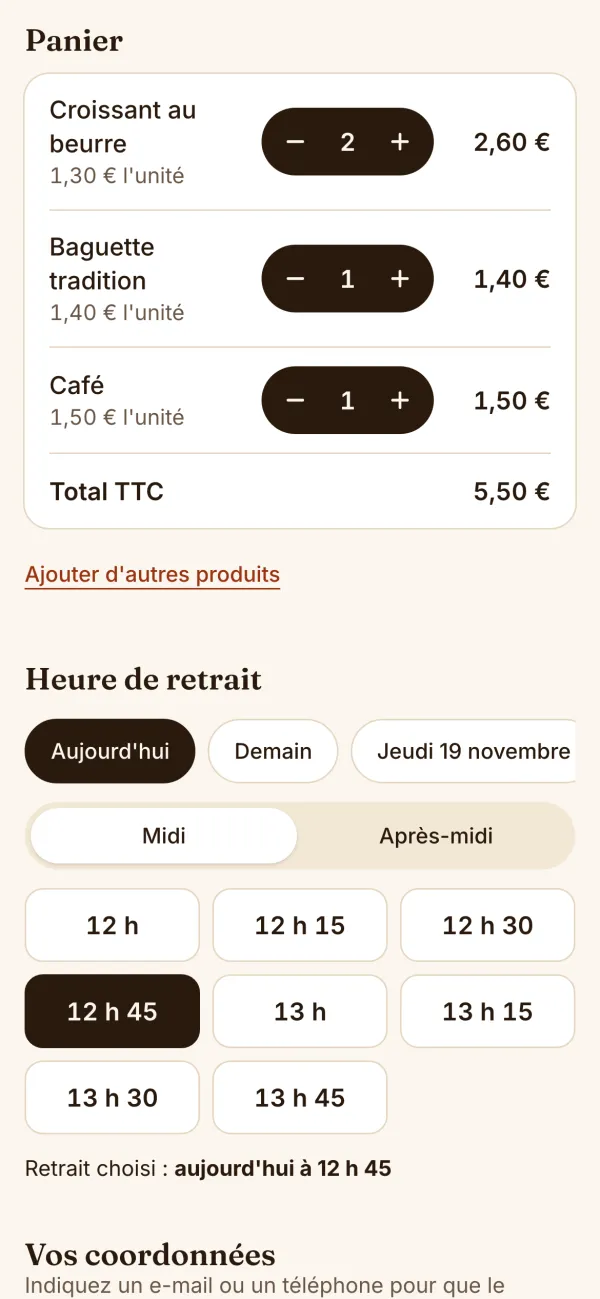 Panier
Croissant au
beurre
1,30 € l'unité
− 2 +
2,60 €
Baguette
tradition
1,40 € l'unité
− 1 +
1,40 €
Café
1,50 € l'unité
− 1 +
1,50 €
Total TTC 5,50 €
Ajouter d'autres produits
Heure de retrait
Aujourd'hui Demain Jeudi 19 novembre
Midi Après-midi
12 h 12 h 15 12 h 30
12 h 45 13 h 13 h 15
13 h 30 13 h 45
Retrait choisi : aujourd'hui à 12 h 45
Vos coordonnées
Indiquez un e-mail ou un téléphone pour que le